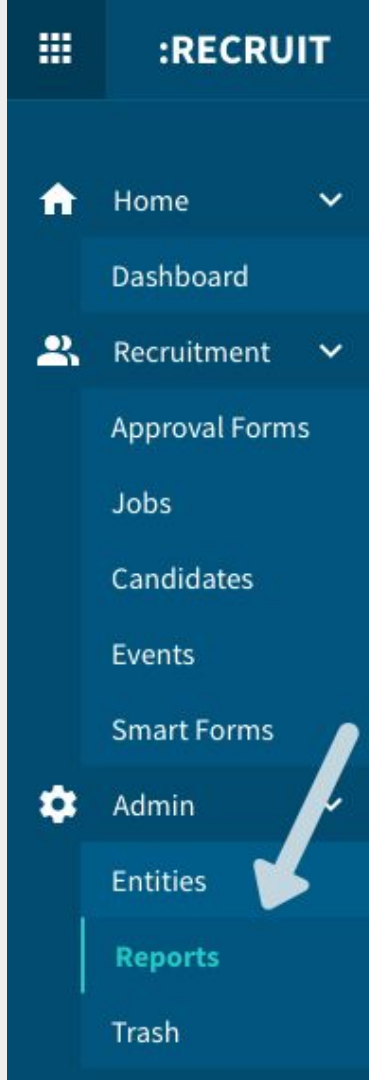 :RECRUIT
Home
Dashboard
Recruitment
Approval Forms
Jobs
Candidates
Events
Smart Forms
Admin
Entities
Reports
Trash